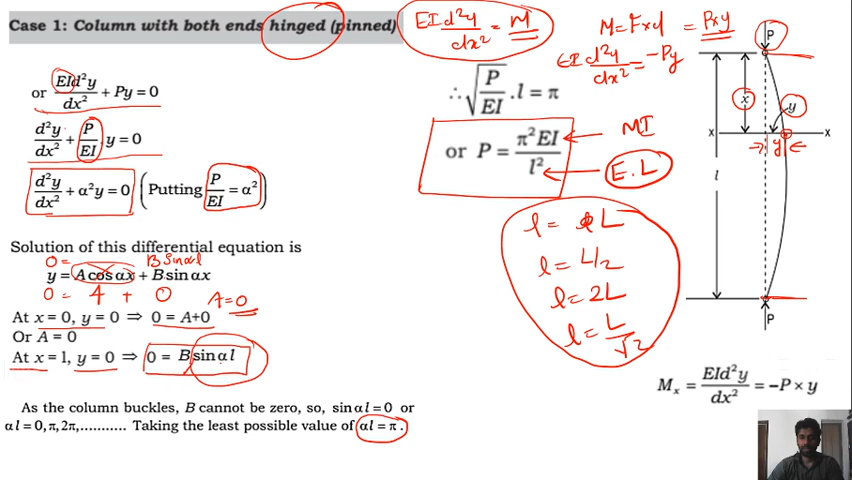 Case 1: Column with both ends hinged (pinned)
EI d²y/dx² = M
M = F x d = P x y
EI d²y/dx² = -Py
or EId²y/dx² + Py = 0
d²y/dx² + P/EI y = 0
d²y/dx² + α²y = 0 (Putting P/EI = α²)
Solution of this differential equation is
0 = B sin αl
y = A cos αx + B sin αx
0 = A + 0
A = 0
At x = 0, y = 0 ⇒ 0 = A+0
Or A = 0
At x = l, y = 0 ⇒ 0 = B sin α l
As the column buckles, B cannot be zero, so, sin α l = 0 or
α l = 0, π, 2π,........... Taking the least possible value of α l = π.
∴ √(P/EI) . l = π
or P = π²EI/l²
MI
E.L
l = L
l = L/2
l = 2L
l = L/√2
P
x
y
x
x
y
l
P
Mₓ = EId²y/dx² = –P × y